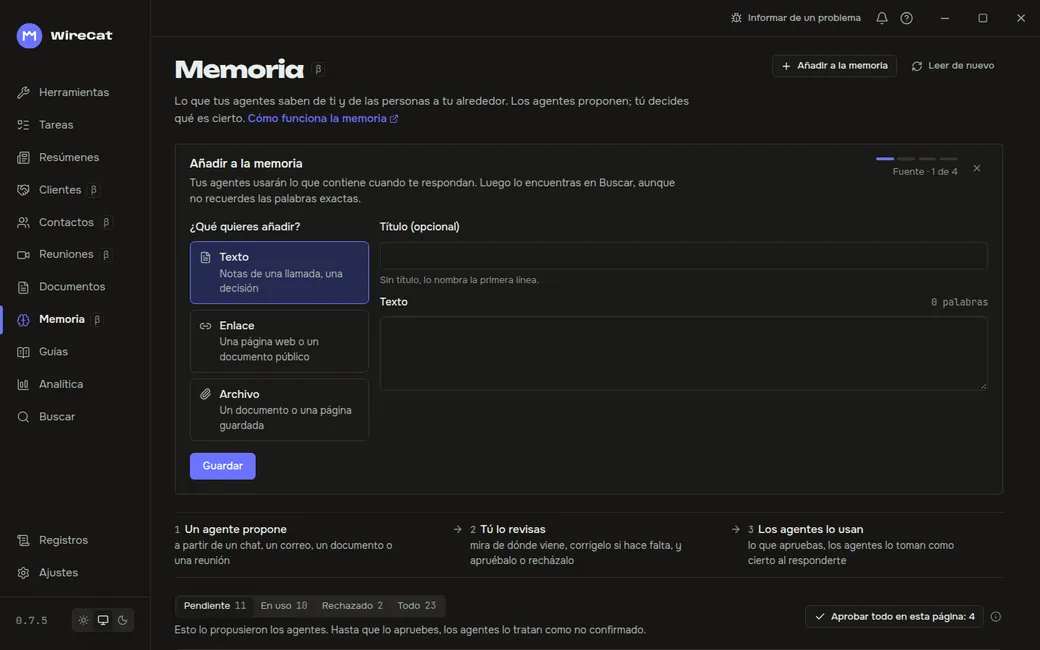 wirecat
Informar de un problema
Herramientas
Tareas
Resúmenes
Clientes β
Contactos β
Reuniones β
Documentos
Memoria β
Guías
Analítica
Buscar
Registros
Ajustes
0.7.5
Memoria β
Añadir a la memoria
Leer de nuevo
Lo que tus agentes saben de ti y de las personas a tu alrededor. Los agentes proponen; tú decides
qué es cierto. Cómo funciona la memoria
Añadir a la memoria
Fuente · 1 de 4
Tus agentes usarán lo que contiene cuando te respondan. Luego lo encuentras en Buscar, aunque
no recuerdes las palabras exactas.
¿Qué quieres añadir?
Texto
Notas de una llamada, una
decisión
Enlace
Una página web o un
documento público
Archivo
Un documento o una página
guardada
Título (opcional)
Sin título, lo nombra la primera línea.
Texto
0 palabras
Guardar
1 Un agente propone
a partir de un chat, un correo, un documento o
una reunión
2 Tú lo revisas
mira de dónde viene, corrígelo si hace falta, y
apruébalo o recházalo
3 Los agentes lo usan
lo que apruebas, los agentes lo toman como
cierto al responderte
Pendiente 11 En uso 10 Rechazado 2 Todo 23
Esto lo propusieron los agentes. Hasta que lo apruebes, los agentes lo tratan como no confirmado.
Aprobar todo en esta página: 4